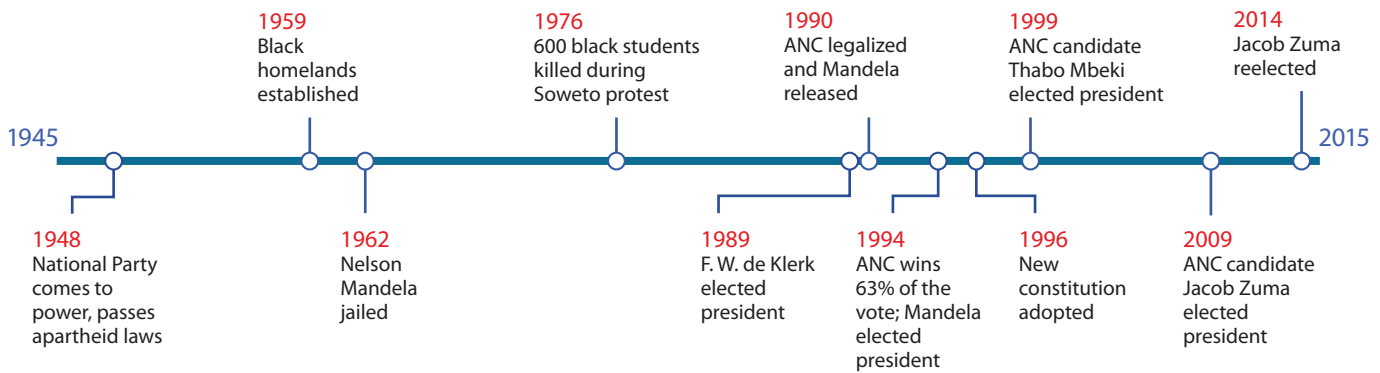 1945
1948
National Party
comes to
power, passes
apartheid laws
1959
Black
homelands
established
1962
Nelson
Mandela
jailed
1976
600 black students
killed during
Soweto protest
1989
F. W. de Klerk
elected
president
1990
ANC legalized
and Mandela
released
1994
ANC wins
63% of the
vote; Mandela
elected
president
1996
New
constitution
adopted
1999
ANC candidate
Thabo Mbeki
elected president
2009
ANC candidate
Jacob Zuma
elected
president
2014
Jacob Zuma
reelected
2015